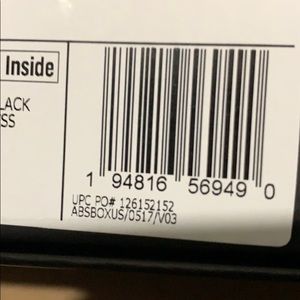 Inside
LACK
SS
1 94816 56949 0
UPC PO# 126152152
ABSBOXUS/0517/V03